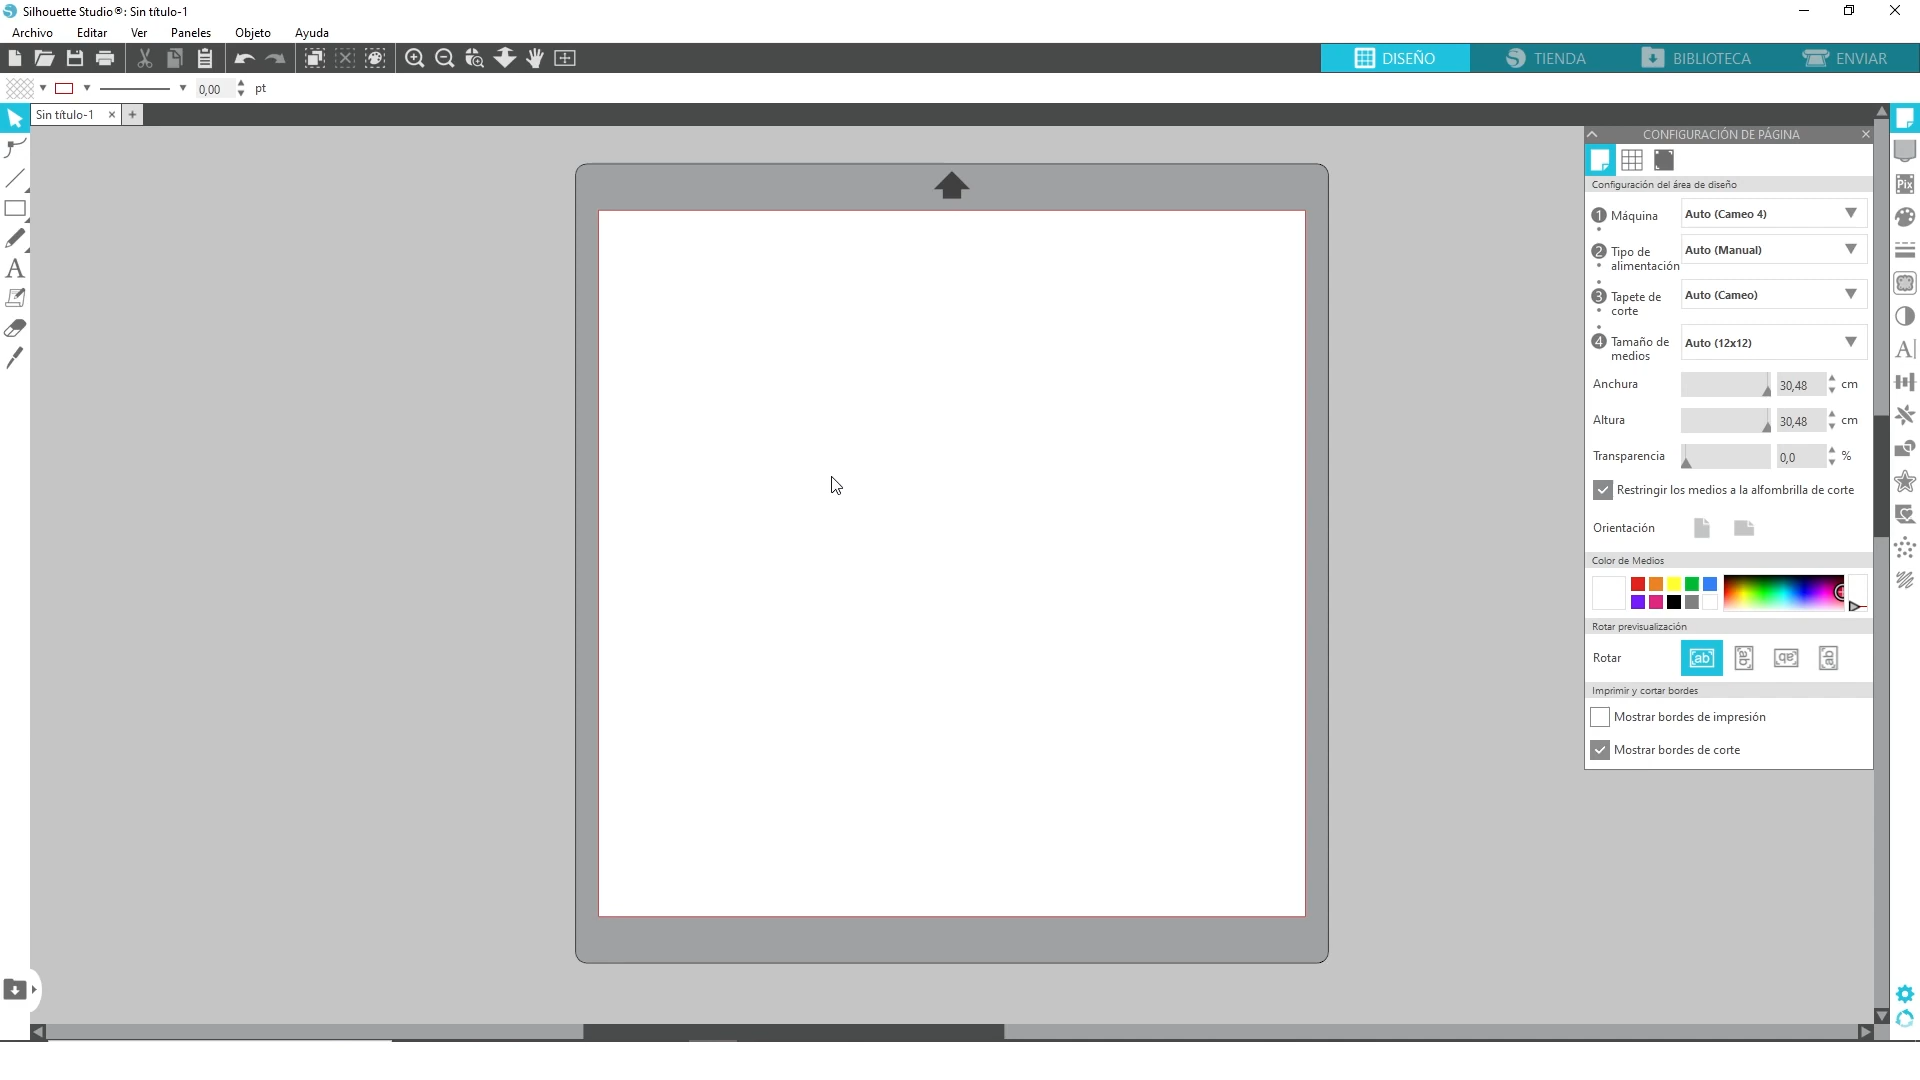 Silhouette Studio®: Sin título-1
Archivo Editar Ver Paneles Objeto Ayuda
DISEÑO TIENDA BIBLIOTECA ENVIAR
0,00 pt
Sin título-1
CONFIGURACIÓN DE PÁGINA
Configuración del área de diseño
1 Máquina Auto (Cameo 4)
2 Tipo de alimentación Auto (Manual)
3 Tapete de corte Auto (Cameo)
4 Tamaño de medios Auto (12x12)
Anchura 30,48 cm
Altura 30,48 cm
Transparencia 0,0 %
Restringir los medios a la alfombrilla de corte
Orientación
Color de Medios
Rotar previsualización
Rotar ab ab ab ab
Imprimir y cortar bordes
Mostrar bordes de impresión
Mostrar bordes de corte
A
Pix
A